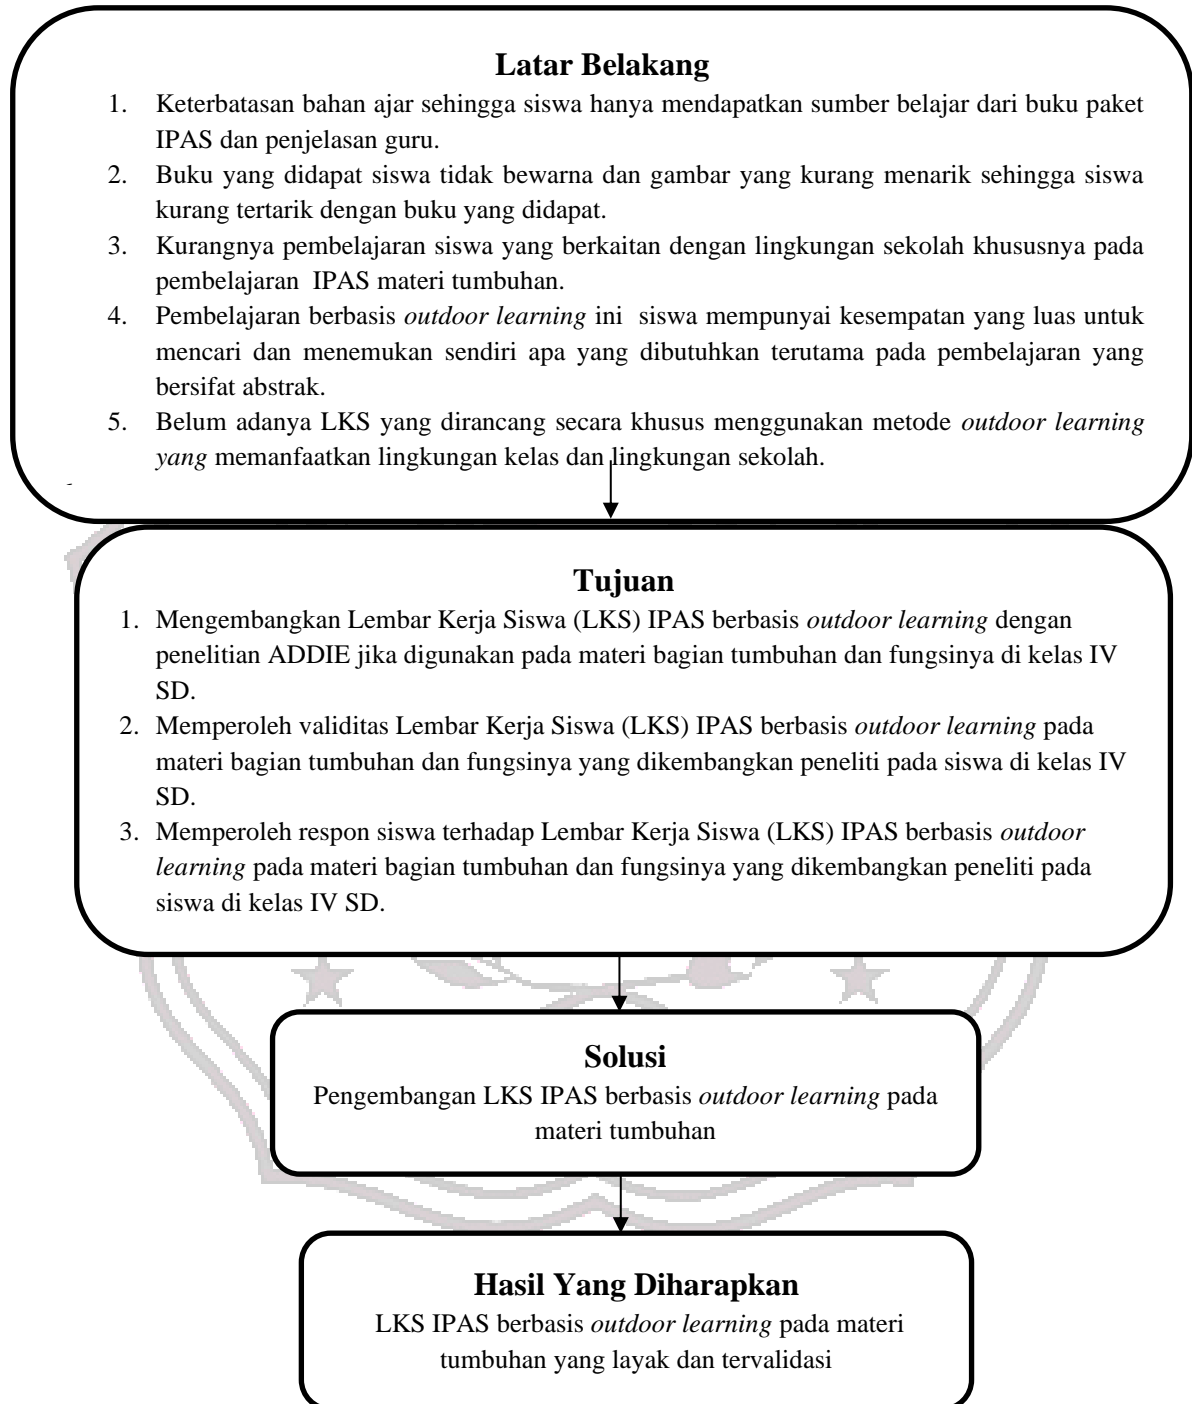 Latar Belakang
1. Keterbatasan bahan ajar sehingga siswa hanya mendapatkan sumber belajar dari buku paket
IPAS dan penjelasan guru.
2. Buku yang didapat siswa tidak bewarna dan gambar yang kurang menarik sehingga siswa
kurang tertarik dengan buku yang didapat.
3. Kurangnya pembelajaran siswa yang berkaitan dengan lingkungan sekolah khususnya pada
pembelajaran IPAS materi tumbuhan.
4. Pembelajaran berbasis outdoor learning ini siswa mempunyai kesempatan yang luas untuk
mencari dan menemukan sendiri apa yang dibutuhkan terutama pada pembelajaran yang
bersifat abstrak.
5. Belum adanya LKS yang dirancang secara khusus menggunakan metode outdoor learning
yang memanfaatkan lingkungan kelas dan lingkungan sekolah.
Tujuan
1. Mengembangkan Lembar Kerja Siswa (LKS) IPAS berbasis outdoor learning dengan
penelitian ADDIE jika digunakan pada materi bagian tumbuhan dan fungsinya di kelas IV
SD.
2. Memperoleh validitas Lembar Kerja Siswa (LKS) IPAS berbasis outdoor learning pada
materi bagian tumbuhan dan fungsinya yang dikembangkan peneliti pada siswa di kelas IV
SD.
3. Memperoleh respon siswa terhadap Lembar Kerja Siswa (LKS) IPAS berbasis outdoor
learning pada materi bagian tumbuhan dan fungsinya yang dikembangkan peneliti pada
siswa di kelas IV SD.
Solusi
Pengembangan LKS IPAS berbasis outdoor learning pada
materi tumbuhan
Hasil Yang Diharapkan
LKS IPAS berbasis outdoor learning pada materi
tumbuhan yang layak dan tervalidasi